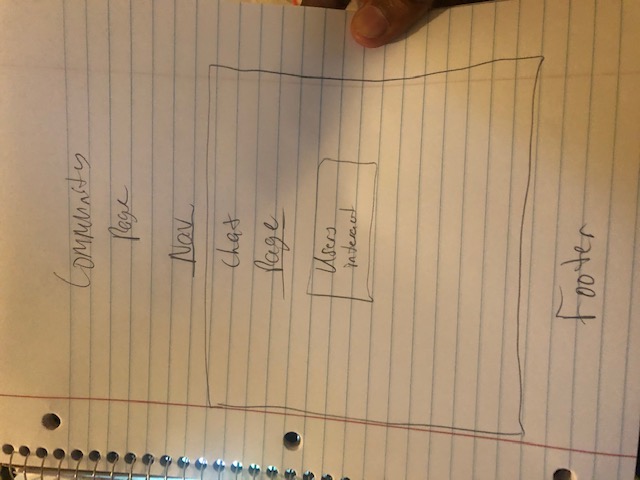 Community
Page
Nav
Chat
Page
Users
interact
Footer